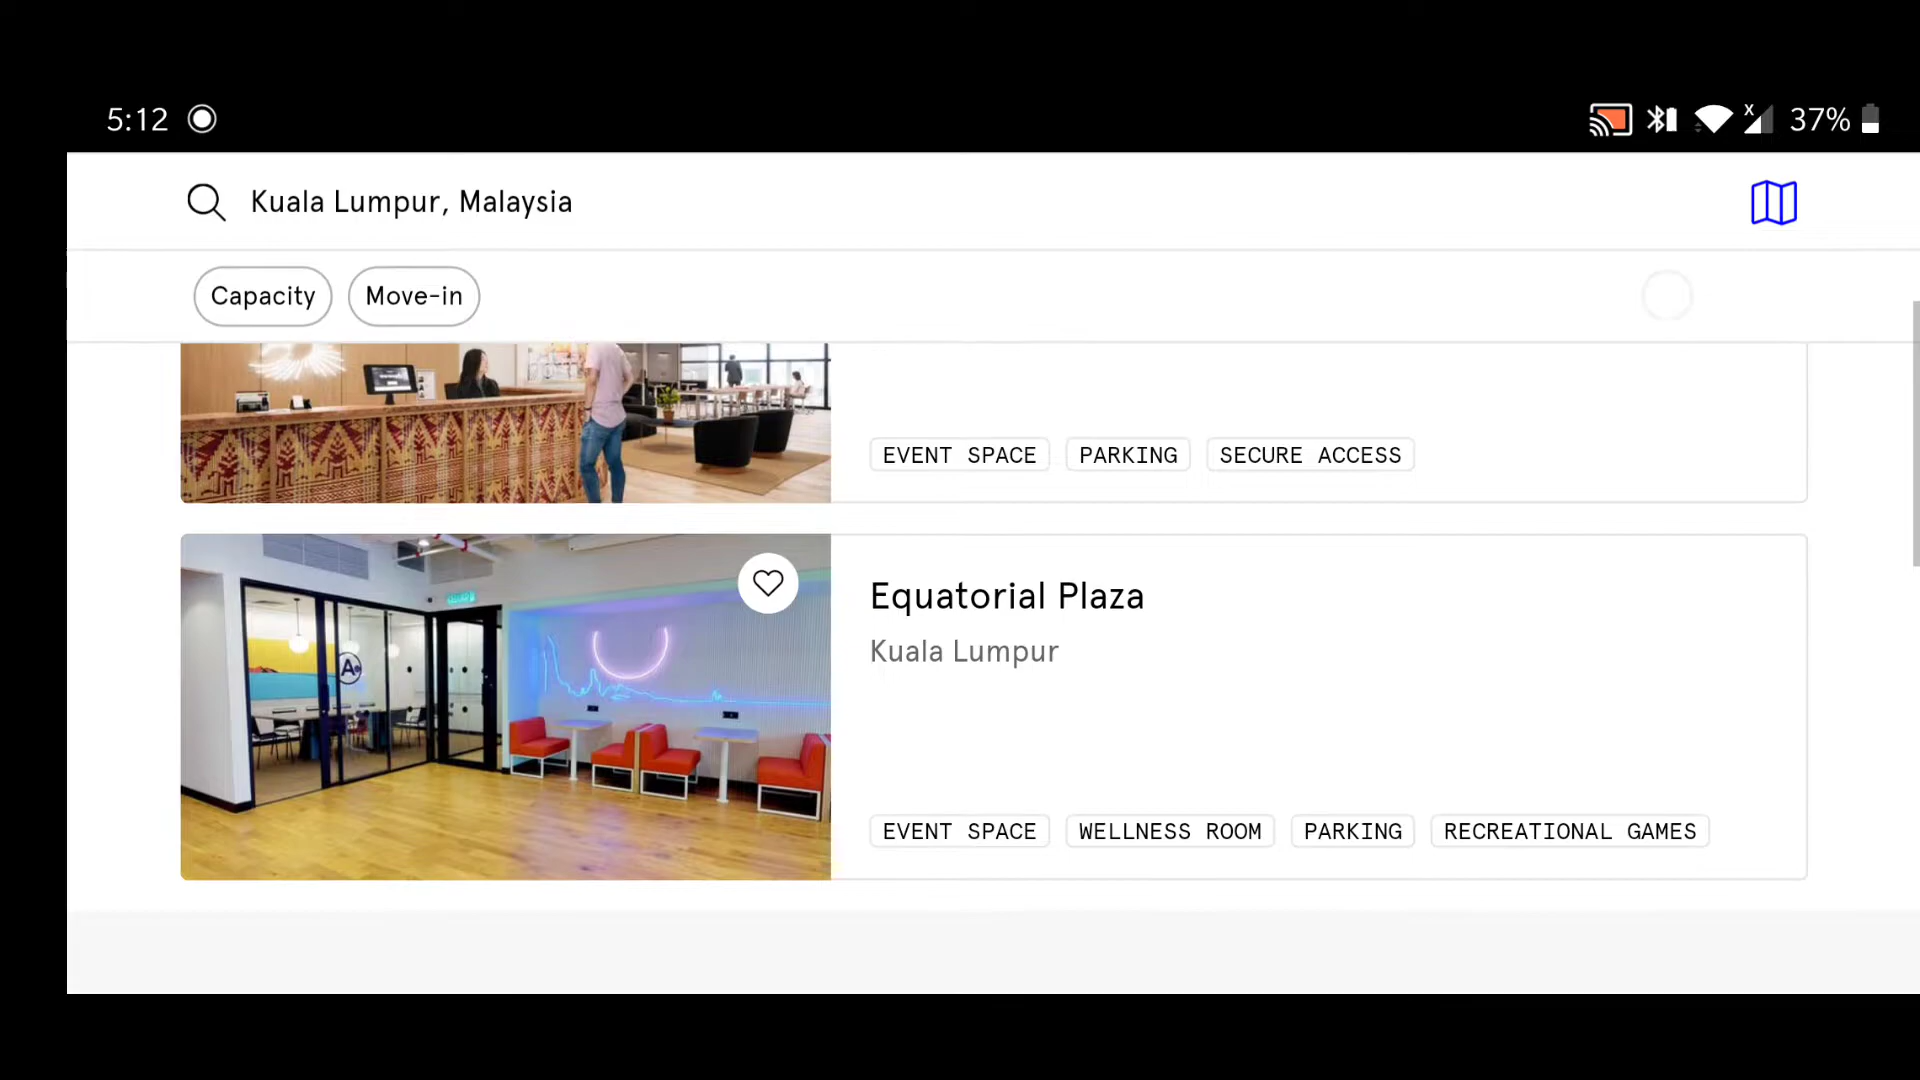 5:12
37%
Kuala Lumpur, Malaysia
Capacity
Move-in
EVENT SPACE
PARKING
SECURE ACCESS
Equatorial Plaza
Kuala Lumpur
A
EVENT SPACE
WELLNESS ROOM
PARKING
RECREATIONAL GAMES